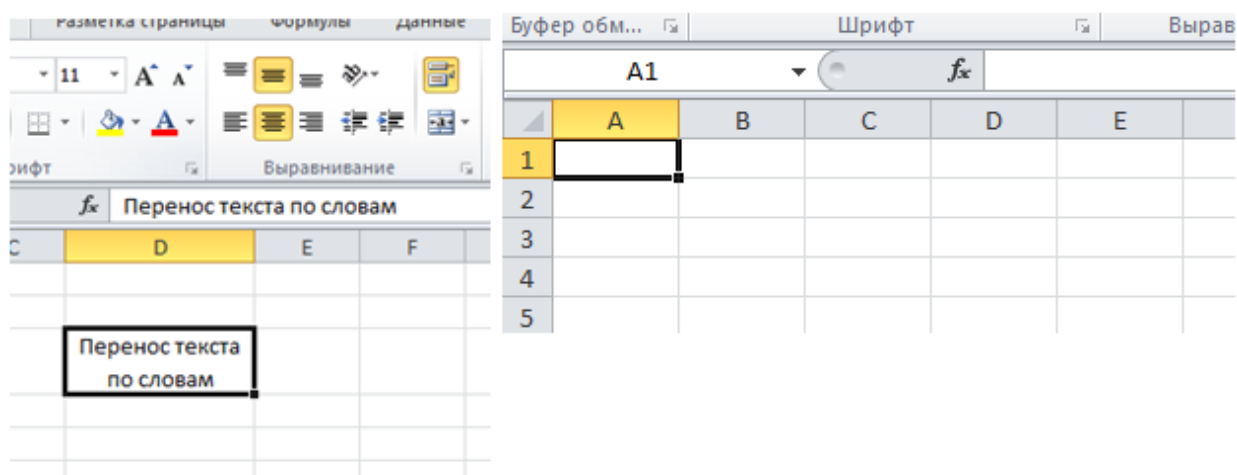 Разметка страницы Формулы Данные
11 A A
A
рифт Выравнивание
fx Перенос текста по словам
C D E F
Перенос текста
по словам
Буфер обм... Шрифт Вырав
A1 fx
A B C D E
1
2
3
4
5